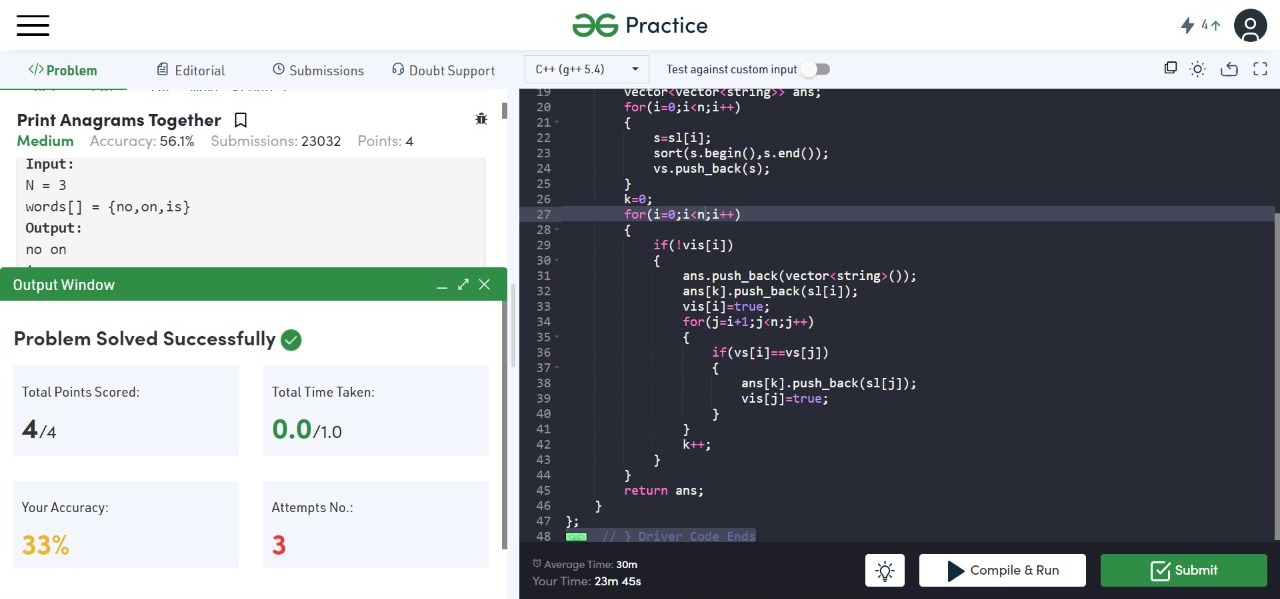 Practice
4
Problem
Editorial
Submissions
Doubt Support
C++ (g++ 5.4)
Test against custom input
Print Anagrams Together
Medium Accuracy: 56.1% Submissions: 23032 Points: 4
Input:
N = 3
words[] = {no,on,is}
Output:
no on
Output Window
Problem Solved Successfully
Total Points Scored:
4/4
Total Time Taken:
0.0/1.0
Your Accuracy:
33%
Attempts No.:
3
19 vector<vector<string>> ans;
20 for(i=0;i<n;i++)
21 {
22 s=sl[i];
23 sort(s.begin(),s.end());
24 vs.push_back(s);
25 }
26 k=0;
27 for(i=0;i<n;i++)
28 {
29 if(!vis[i])
30 {
31 ans.push_back(vector<string>());
32 ans[k].push_back(sl[i]);
33 vis[i]=true;
34 for(j=i+1;j<n;j++)
35 {
36 if(vs[i]==vs[j])
37 {
38 ans[k].push_back(sl[j]);
39 vis[j]=true;
40 }
41 }
42 k++;
43 }
44 }
45 return ans;
46 }
47 };
48 // } Driver Code Ends
Average Time: 30m
Your Time: 23m 45s
Compile & Run
Submit